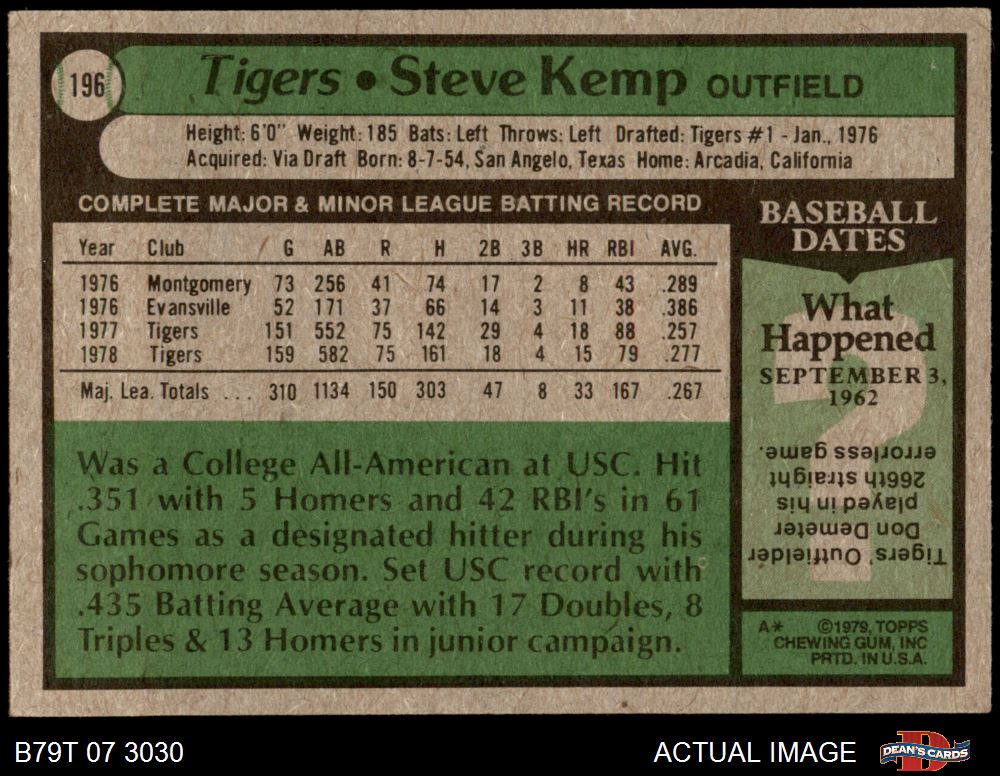 196
Tigers • Steve Kemp OUTFIELD
Height: 6'0" Weight: 185 Bats: Left Throws: Left Drafted: Tigers #1 - Jan., 1976
Acquired: Via Draft Born: 8-7-54, San Angelo, Texas Home: Arcadia, California
COMPLETE MAJOR & MINOR LEAGUE BATTING RECORD
Year Club G AB R H 2B 3B HR RBI AVG.
1976 Montgomery 73 256 41 74 17 2 8 43 .289
1976 Evansville 52 171 37 66 14 3 11 38 .386
1977 Tigers 151 552 75 142 29 4 18 88 .257
1978 Tigers 159 582 75 161 18 4 15 79 .277
Maj. Lea. Totals . . . 310 1134 150 303 47 8 33 167 .267
Was a College All-American at USC. Hit
.351 with 5 Homers and 42 RBI's in 61
Games as a designated hitter during his
sophomore season. Set USC record with
.435 Batting Average with 17 Doubles, 8
Triples & 13 Homers in junior campaign.
BASEBALL
DATES
What
Happened
SEPTEMBER 3,
1962
?
Tigers' Outfielder
Don Demeter
played in his
266th straight
errorless game.
A* ©1979, TOPPS
CHEWING GUM, INC
PRTD. IN U.S.A.
B79T 07 3030
ACTUAL IMAGE
D
DEAN'S CARDS